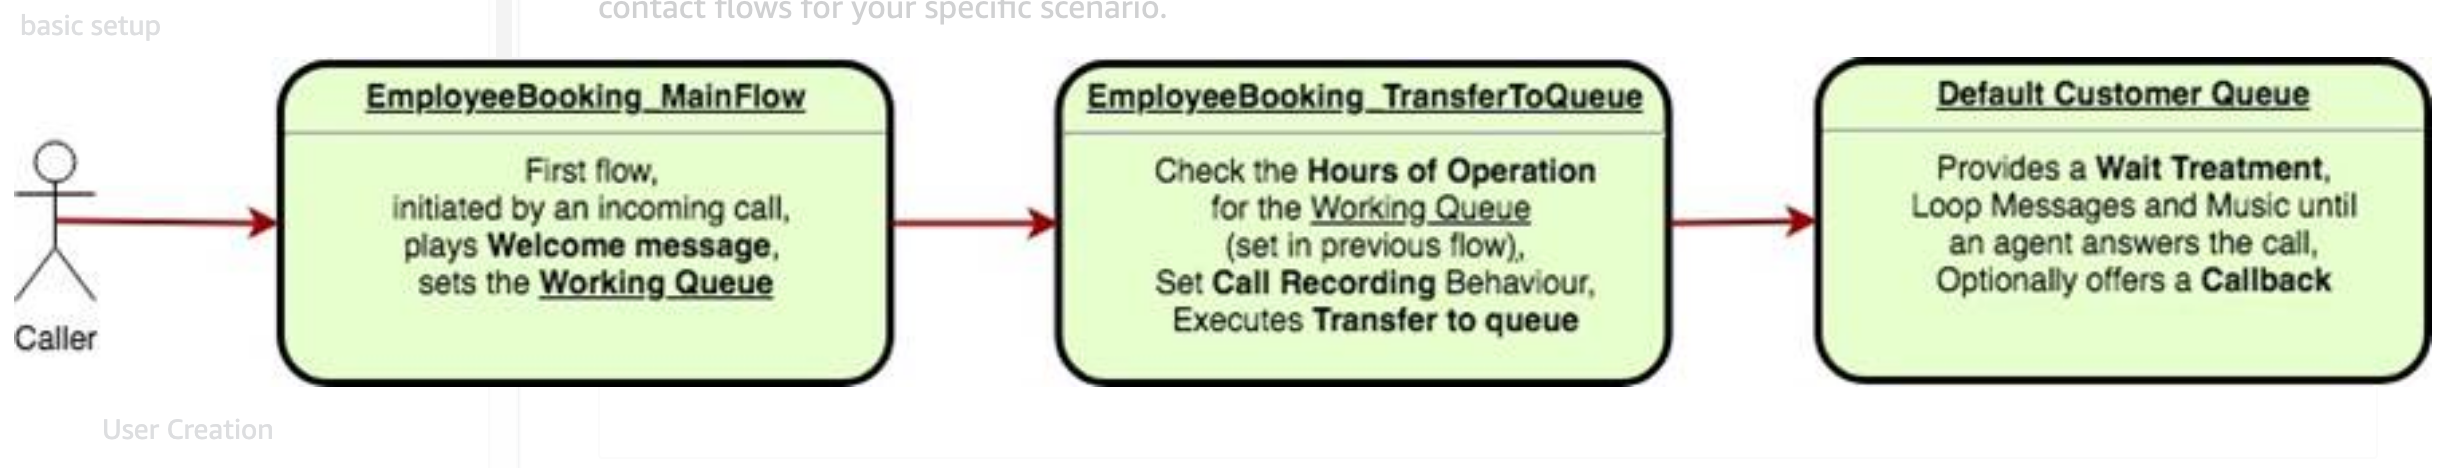 contact flows for your specific scenario.
basic setup
EmployeeBooking_MainFlow
First flow,
initiated by an incoming call,
plays Welcome message,
sets the Working Queue
EmployeeBooking_TransferToQueue
Check the Hours of Operation
for the Working Queue
(set in previous flow),
Set Call Recording Behaviour,
Executes Transfer to queue
Default Customer Queue
Provides a Wait Treatment,
Loop Messages and Music until
an agent answers the call,
Optionally offers a Callback
Caller
User Creation